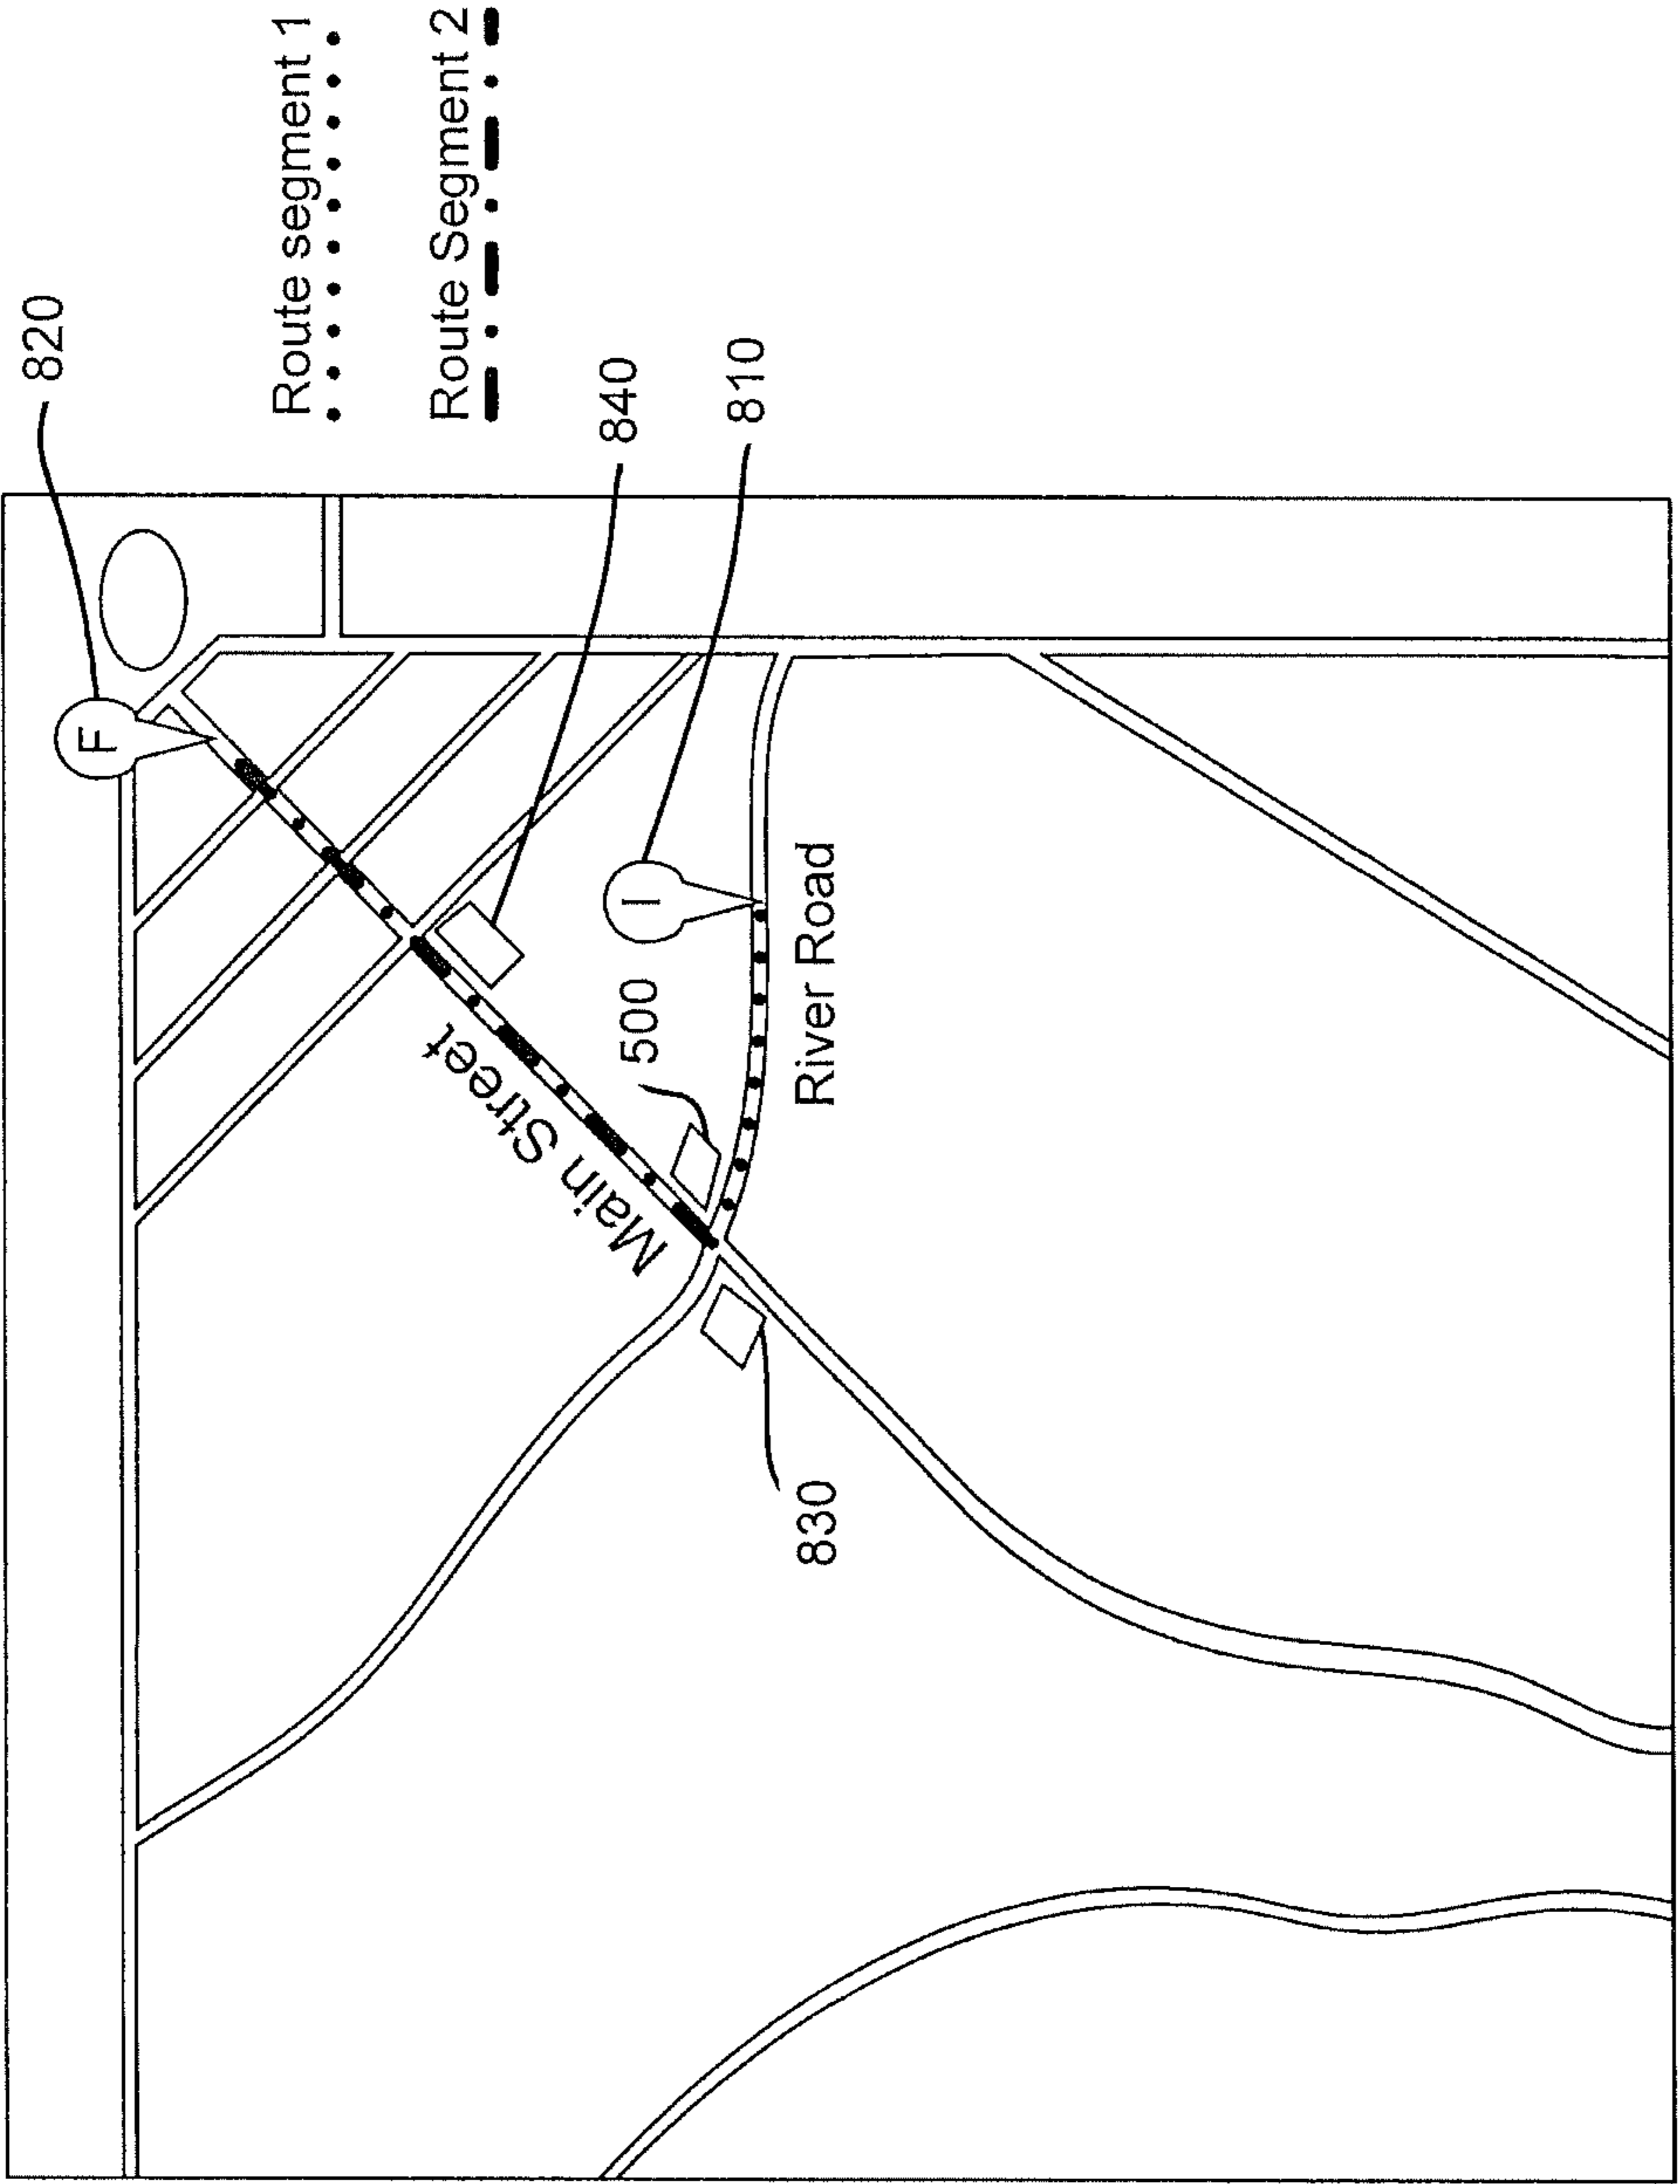 820
Route segment 1
Route Segment 2
840
810
F
I
Main Street
500
River Road
830